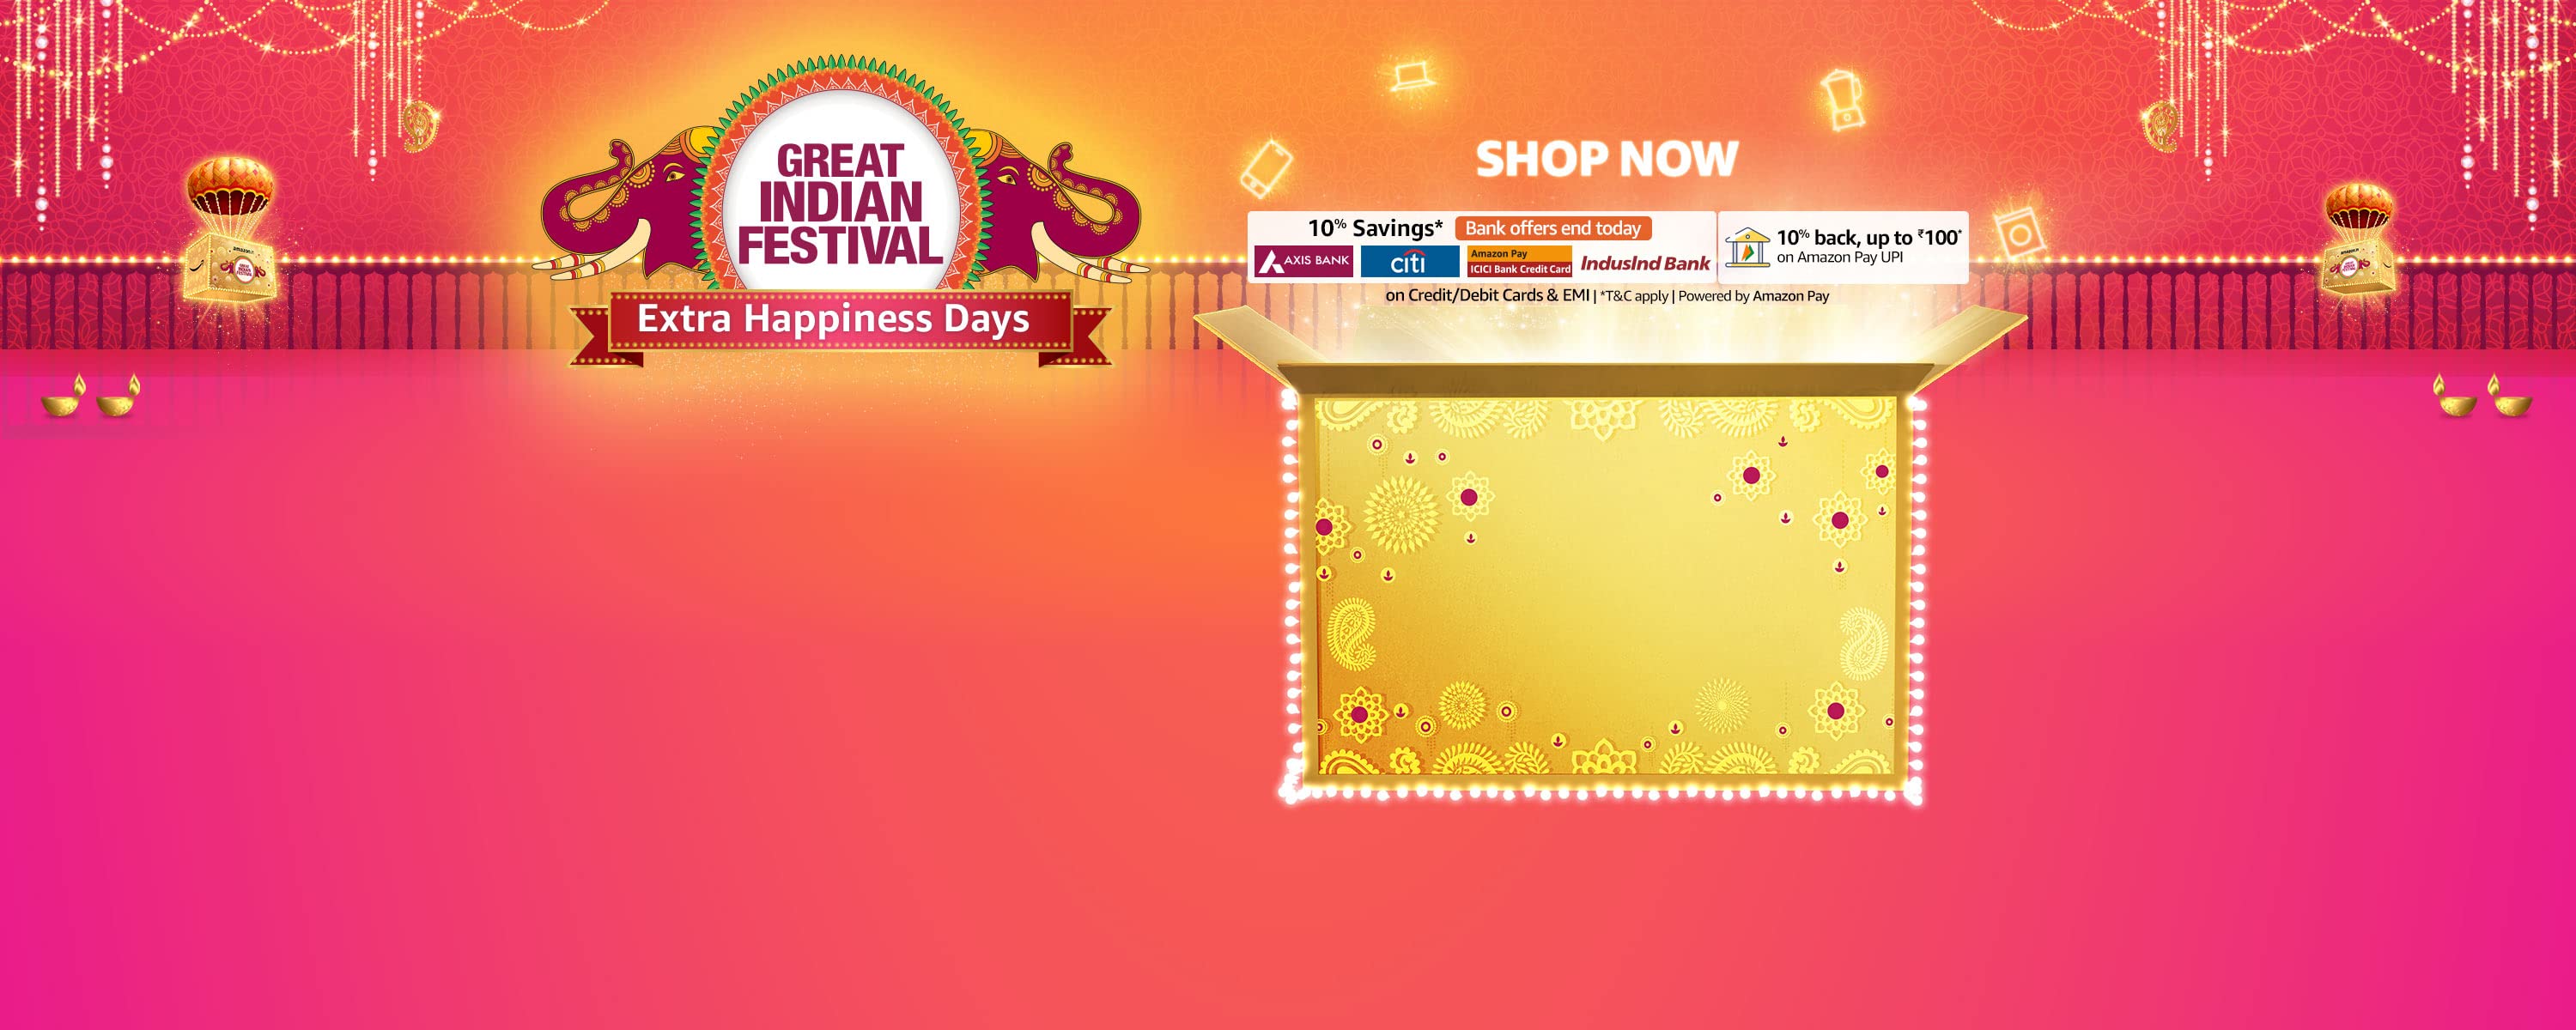 GREAT
INDIAN
FESTIVAL
Extra Happiness Days
SHOP NOW
10% Savings* Bank offers end today
AXIS BANK citi Amazon Pay ICICI Bank Credit Card IndusInd Bank
10% back, up to ₹100*
on Amazon Pay UPI
on Credit/Debit Cards & EMI | *T&C apply | Powered by Amazon Pay